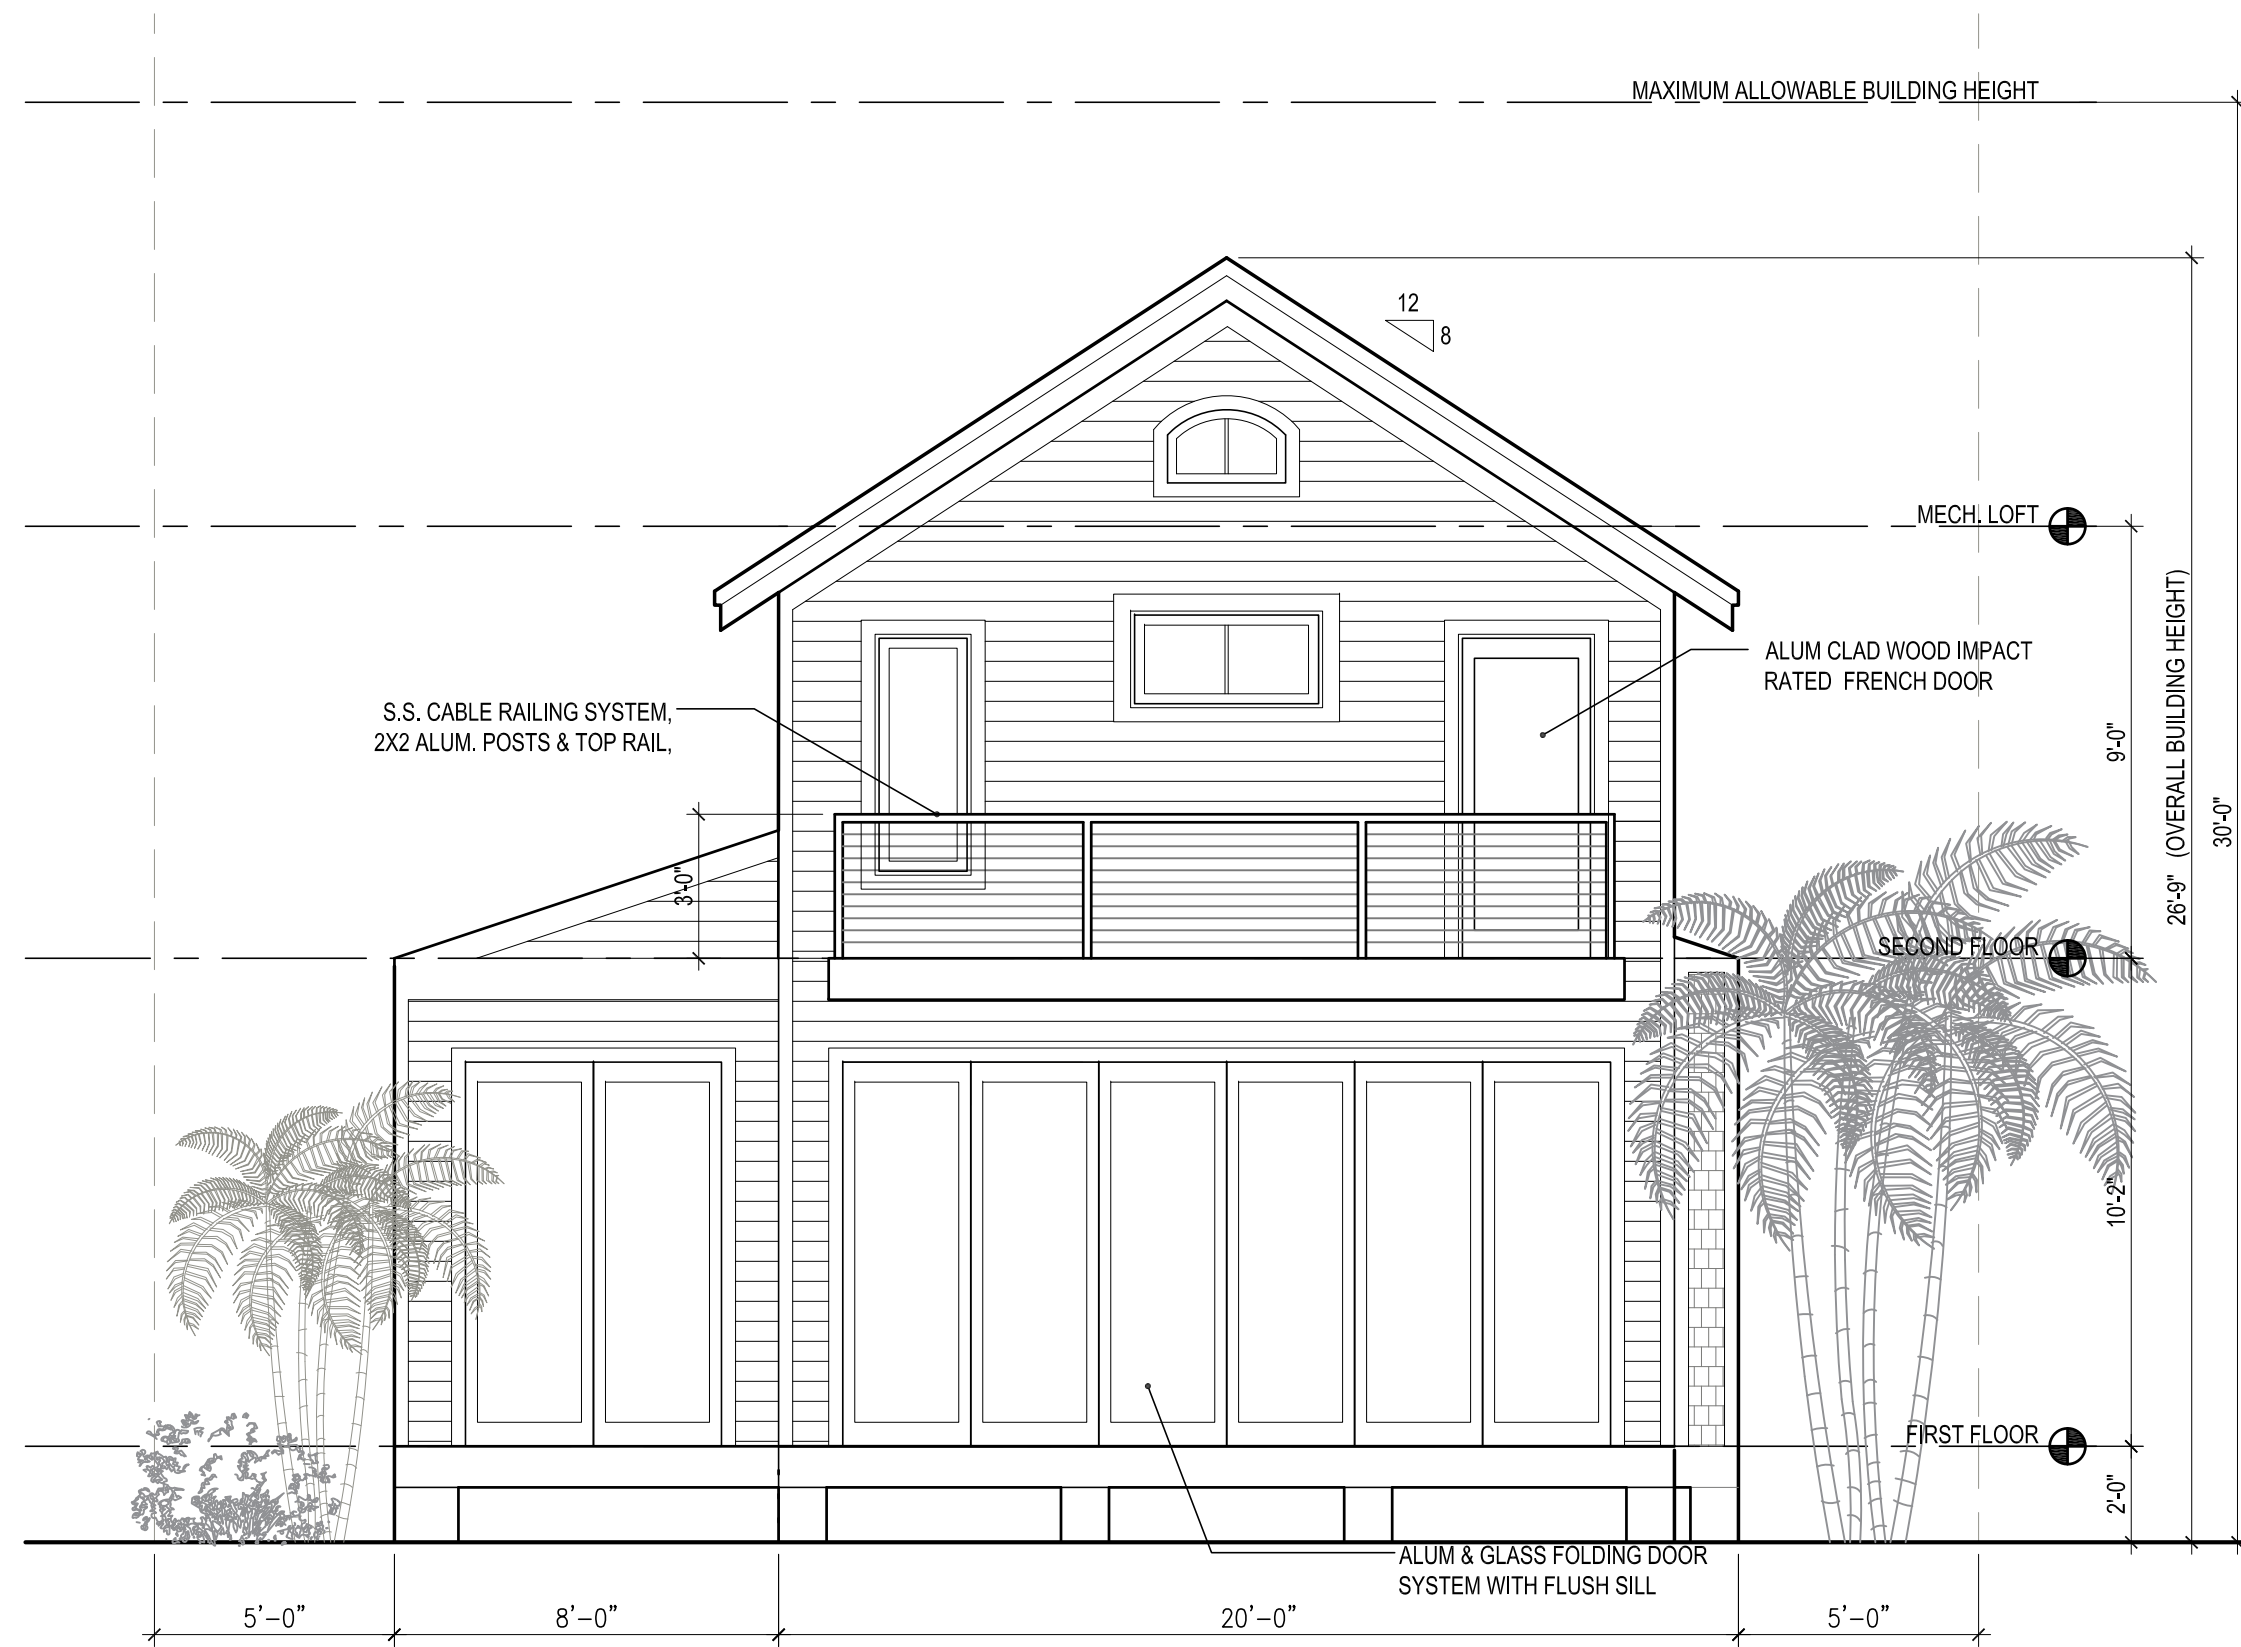 MAXIMUM ALLOWABLE BUILDING HEIGHT
12
8
MECH. LOFT
ALUM CLAD WOOD IMPACT
RATED FRENCH DOOR
S.S. CABLE RAILING SYSTEM,
2X2 ALUM. POSTS & TOP RAIL,
9'-0"
26'-9" (OVERALL BUILDING HEIGHT)
30'-0"
3'-0"
SECOND FLOOR
10'-2"
FIRST FLOOR
2'-0"
ALUM & GLASS FOLDING DOOR
SYSTEM WITH FLUSH SILL
5'-0"
8'-0"
20'-0"
5'-0"